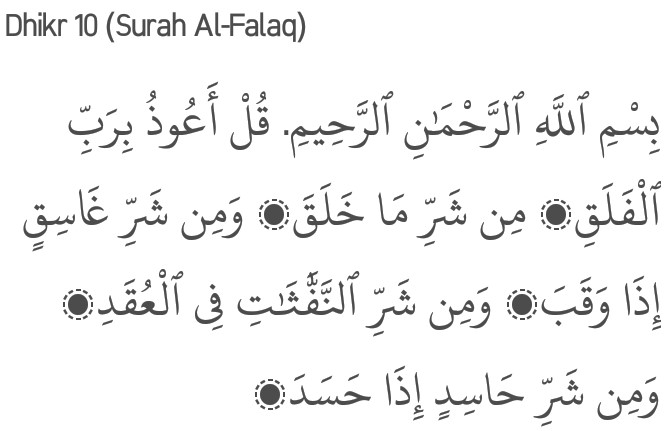 Dhikr 10 (Surah Al-Falaq)
بِسْمِ ٱللَّهِ ٱلرَّحْمَـٰنِ ٱلرَّحِيمِ. قُلْ أَعُوذُ بِرَبِّ
ٱلْفَلَقِ۝ مِن شَرِّ مَا خَلَقَ۝ وَمِن شَرِّ غَاسِقٍ
إِذَا وَقَبَ۝ وَمِن شَرِّ ٱلنَّفَّـٰثَـٰتِ فِى ٱلْعُقَدِ۝
وَمِن شَرِّ حَاسِدٍ إِذَا حَسَدَ۝